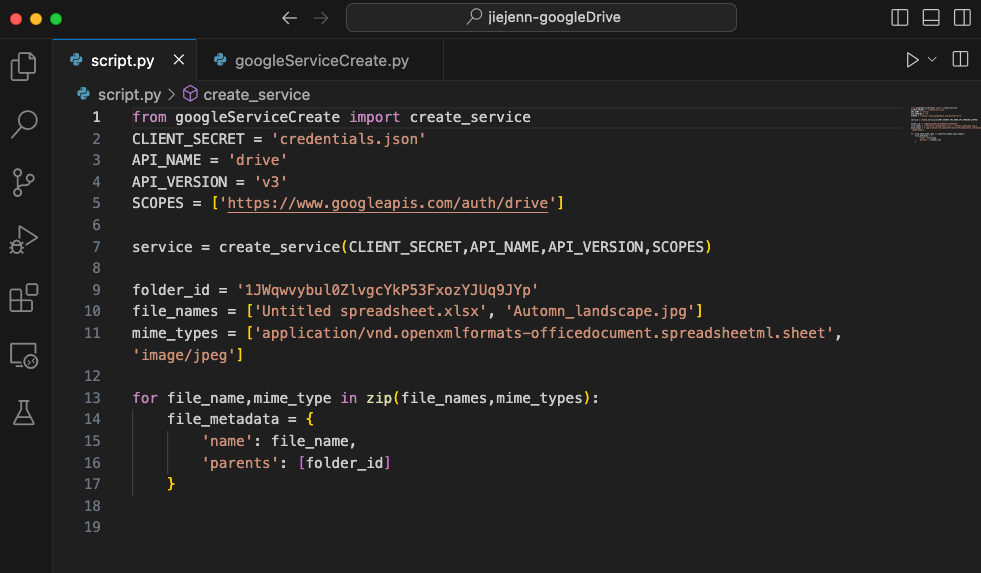 jiejenn-googleDrive
script.py
googleServiceCreate.py
script.py > create_service
1 from googleServiceCreate import create_service
2 CLIENT_SECRET = 'credentials.json'
3 API_NAME = 'drive'
4 API_VERSION = 'v3'
5 SCOPES = ['https://www.googleapis.com/auth/drive']
6
7 service = create_service(CLIENT_SECRET,API_NAME,API_VERSION,SCOPES)
8
9 folder_id = '1JWqwvybul0ZlvgcYkP53FxozYJUq9JYp'
10 file_names = ['Untitled spreadsheet.xlsx', 'Automn_landscape.jpg']
11 mime_types = ['application/vnd.openxmlformats-officedocument.spreadsheetml.sheet',
'image/jpeg']
12
13 for file_name,mime_type in zip(file_names,mime_types):
14     file_metadata = {
15         'name': file_name,
16         'parents': [folder_id]
17     }
18
19